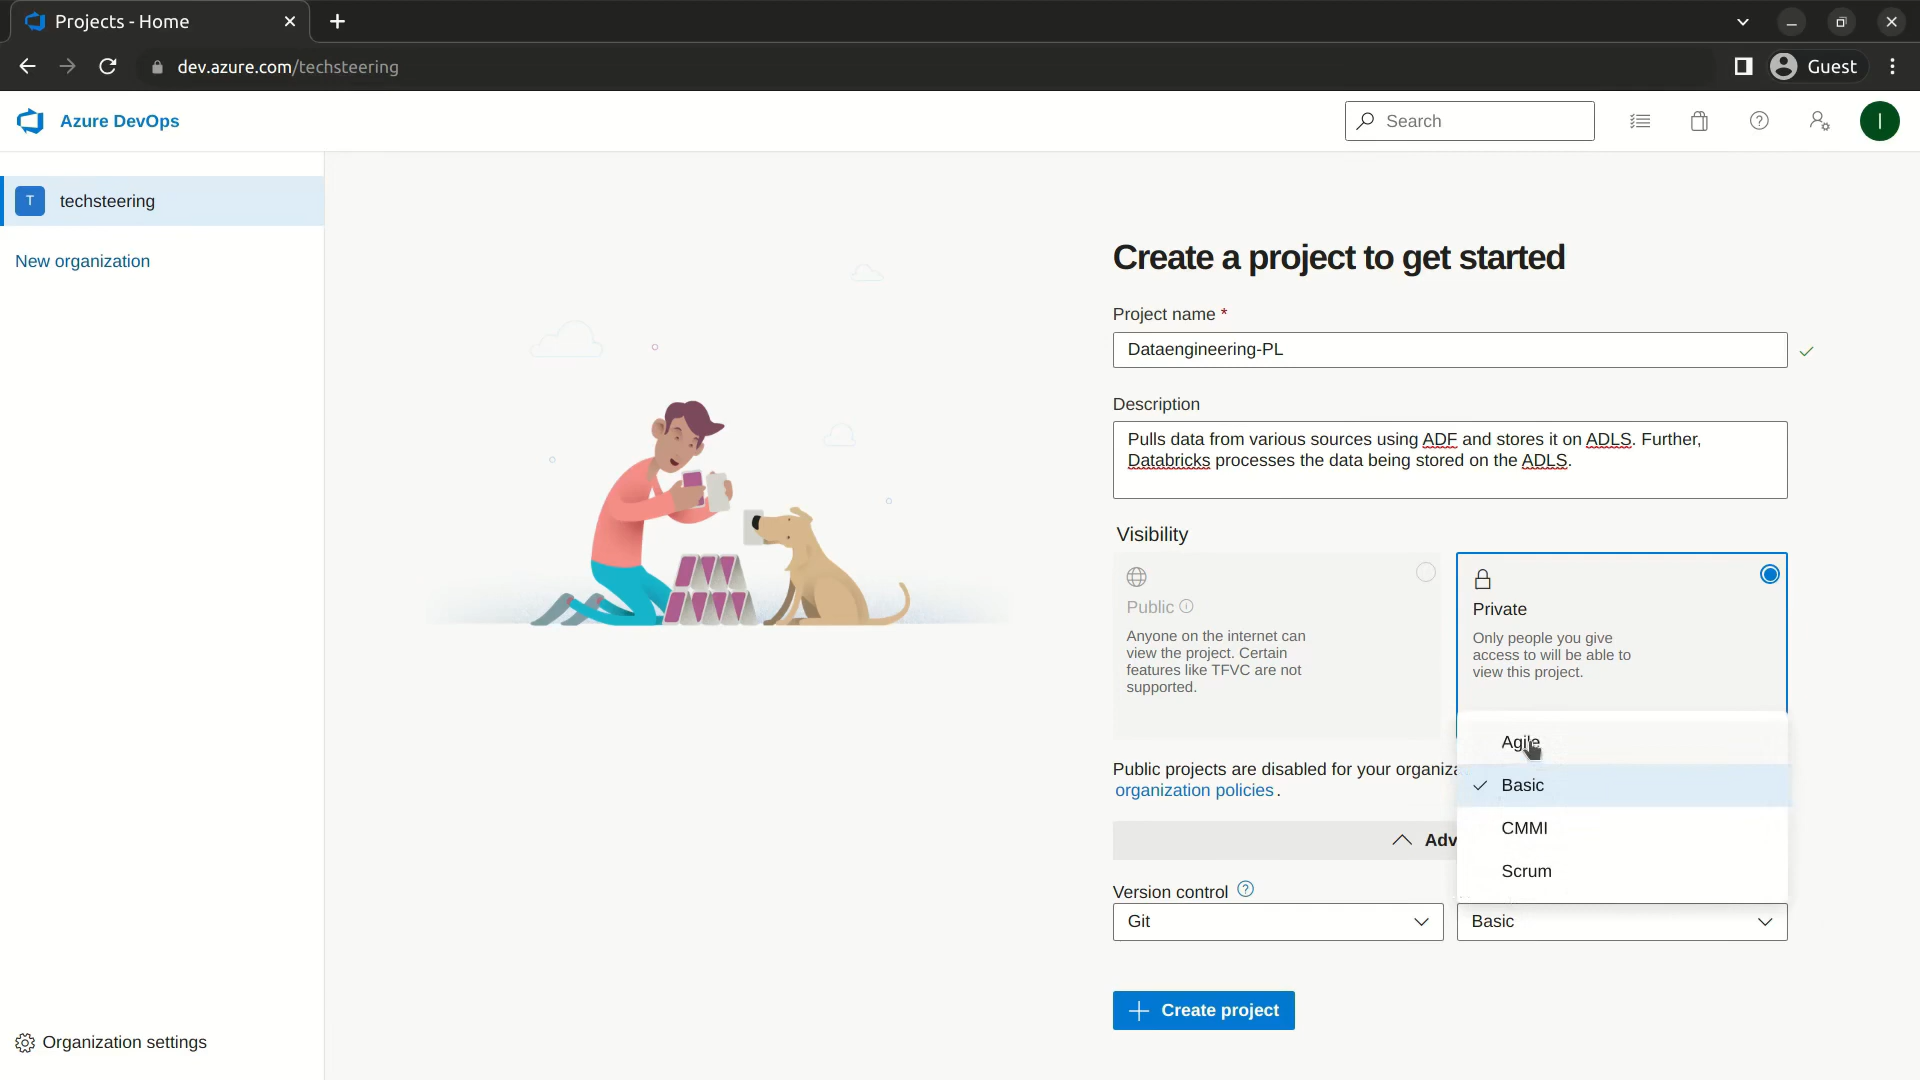 Projects - Home
dev.azure.com/techsteering
Guest
Azure DevOps
Search
I
T
techsteering
New organization
Create a project to get started
Project name *
Dataengineering-PL
Description
Pulls data from various sources using ADF and stores it on ADLS. Further,
Databricks processes the data being stored on the ADLS.
Visibility
Public
Anyone on the internet can
view the project. Certain
features like TFVC are not
supported.
Private
Only people you give
access to will be able to
view this project.
Public projects are disabled for your
organization policies.
Agile
Basic
CMMI
Scrum
Version control
Git
Basic
Create project
Organization settings